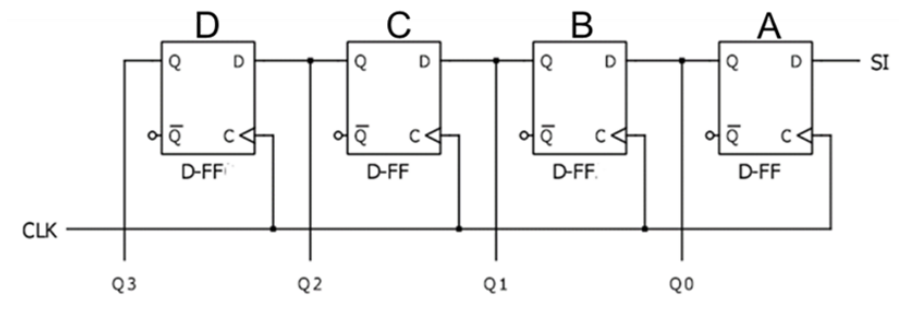 D C B A
Q D Q D Q D Q D SI
Q̅ C Q̅ C Q̅ C Q̅ C
D-FF D-FF D-FF. D-FF
CLK
Q3 Q2 Q1 Q0